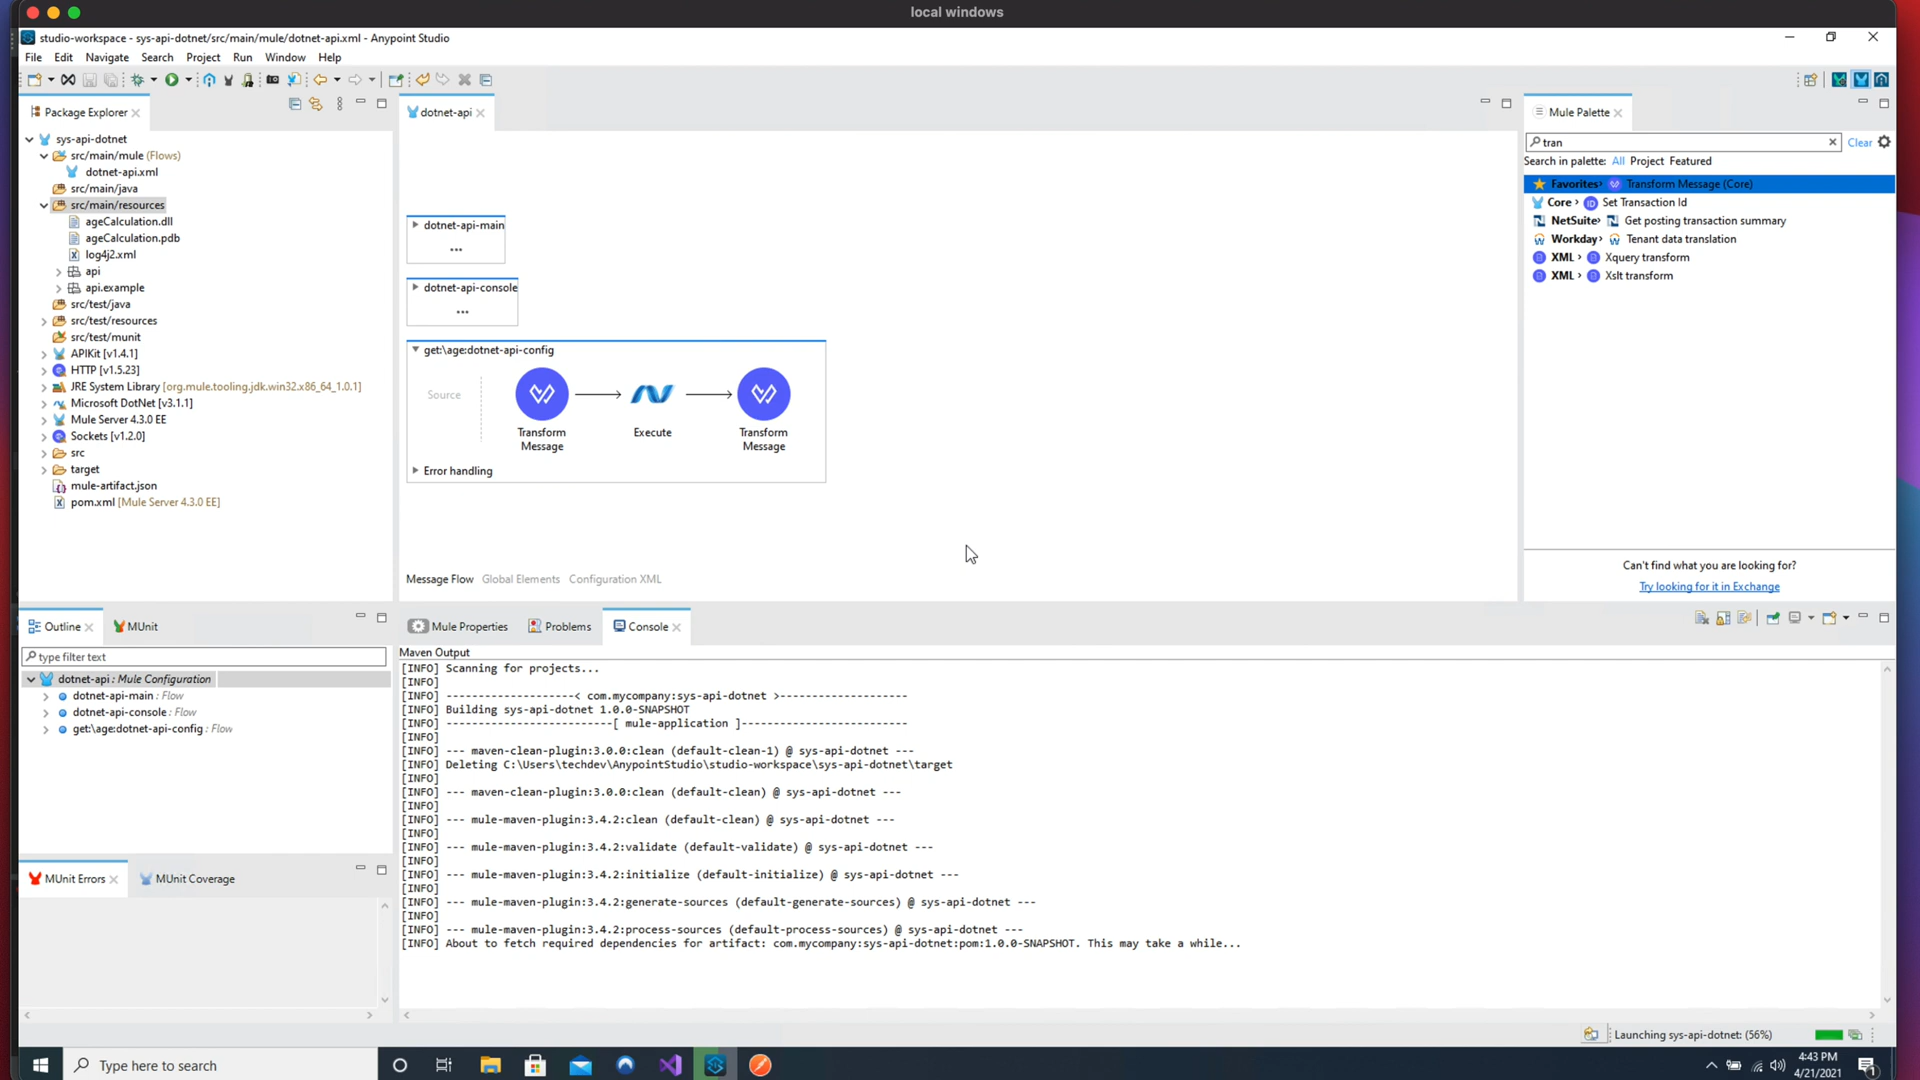 local windows
studio-workspace - sys-api-dotnet/src/main/mule/dotnet-api.xml - Anypoint Studio
File Edit Navigate Search Project Run Window Help
Package Explorer
dotnet-api
Mule Palette
sys-api-dotnet
src/main/mule (Flows)
dotnet-api.xml
src/main/java
src/main/resources
ageCalculation.dll
ageCalculation.pdb
log4j2.xml
api
api.example
src/test/java
src/test/resources
src/test/munit
APIKit [v1.4.1]
HTTP [v1.5.23]
JRE System Library [org.mule.tooling.jdk.win32.x86_64_1.0.1]
Microsoft DotNet [v3.1.1]
Mule Server 4.3.0 EE
Sockets [v1.2.0]
src
target
mule-artifact.json
pom.xml [Mule Server 4.3.0 EE]
dotnet-api-main
...
dotnet-api-console
...
get:\age:dotnet-api-config
Source
Transform Message
Execute
Transform Message
Error handling
Message Flow Global Elements Configuration XML
tran
Clear
Search in palette: All Project Featured
Favorites> Transform Message (Core)
Core > Set Transaction Id
NetSuite> Get posting transaction summary
Workday> Tenant data translation
XML > Xquery transform
XML > Xslt transform
Can't find what you are looking for?
Try looking for it in Exchange
Outline
MUnit
type filter text
dotnet-api : Mule Configuration
dotnet-api-main : Flow
dotnet-api-console : Flow
get:\age:dotnet-api-config : Flow
MUnit Errors
MUnit Coverage
Mule Properties
Problems
Console
Maven Output
[INFO] Scanning for projects...
[INFO]
[INFO] --------------------< com.mycompany:sys-api-dotnet >--------------------
[INFO] Building sys-api-dotnet 1.0.0-SNAPSHOT
[INFO] --------------------------[ mule-application ]--------------------------
[INFO]
[INFO] --- maven-clean-plugin:3.0.0:clean (default-clean-1) @ sys-api-dotnet ---
[INFO] Deleting C:\Users\techdev\AnypointStudio\studio-workspace\sys-api-dotnet\target
[INFO]
[INFO] --- maven-clean-plugin:3.0.0:clean (default-clean) @ sys-api-dotnet ---
[INFO]
[INFO] --- mule-maven-plugin:3.4.2:clean (default-clean) @ sys-api-dotnet ---
[INFO]
[INFO] --- mule-maven-plugin:3.4.2:validate (default-validate) @ sys-api-dotnet ---
[INFO]
[INFO] --- mule-maven-plugin:3.4.2:initialize (default-initialize) @ sys-api-dotnet ---
[INFO]
[INFO] --- mule-maven-plugin:3.4.2:generate-sources (default-generate-sources) @ sys-api-dotnet ---
[INFO]
[INFO] --- mule-maven-plugin:3.4.2:process-sources (default-process-sources) @ sys-api-dotnet ---
[INFO] About to fetch required dependencies for artifact: com.mycompany:sys-api-dotnet:pom:1.0.0-SNAPSHOT. This may take a while...
Launching sys-api-dotnet: (56%)
Type here to search
4:43 PM
4/21/2021
1